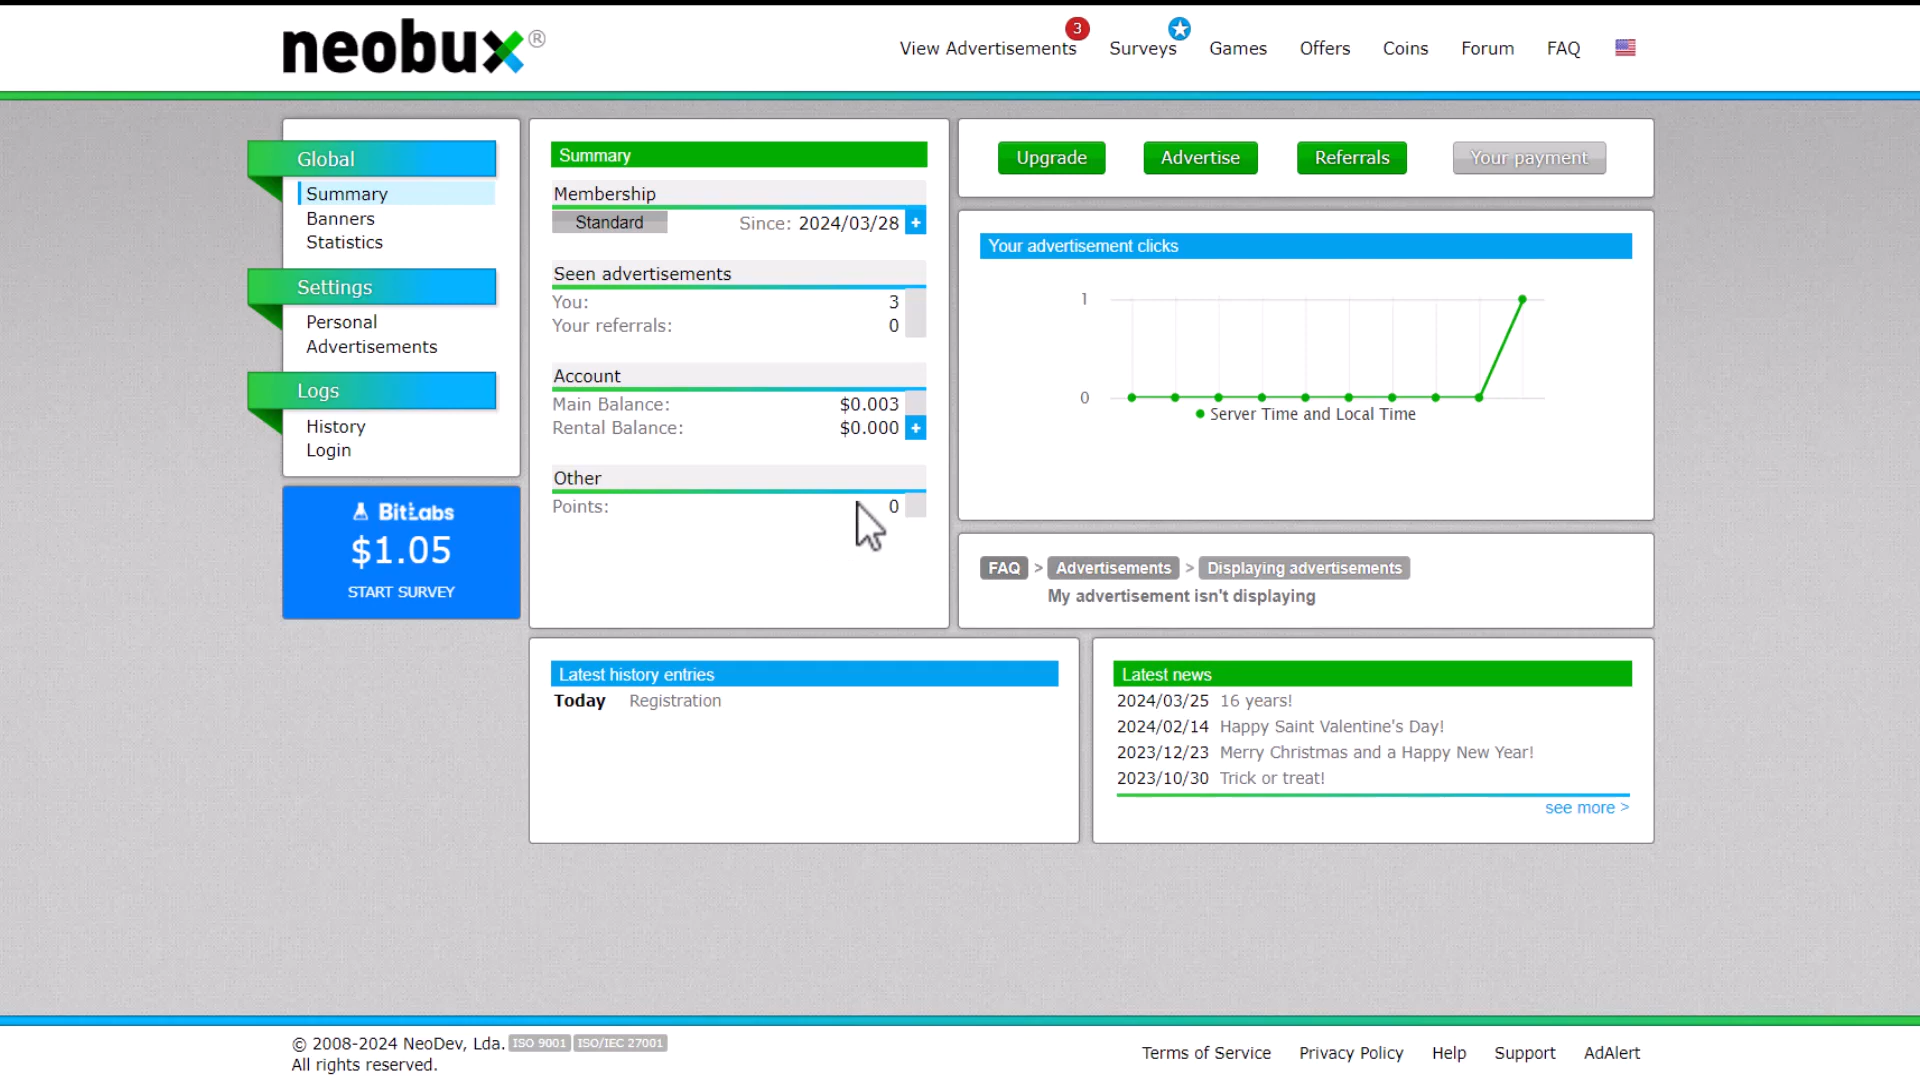 neobux®
View Advertisements 3 Surveys Games Offers Coins Forum FAQ
Global
Summary
Banners
Statistics
Settings
Personal
Advertisements
Logs
History
Login
BitLabs
$1.05
START SURVEY
Summary
Membership
Standard Since: 2024/03/28 +
Seen advertisements
You: 3
Your referrals: 0
Account
Main Balance: $0.003
Rental Balance: $0.000 +
Other
Points: 0
Upgrade Advertise Referrals Your payment
Your advertisement clicks
1
0
Server Time and Local Time
FAQ > Advertisements > Displaying advertisements
My advertisement isn't displaying
Latest history entries
Today Registration
Latest news
2024/03/25 16 years!
2024/02/14 Happy Saint Valentine's Day!
2023/12/23 Merry Christmas and a Happy New Year!
2023/10/30 Trick or treat!
see more >
© 2008-2024 NeoDev, Lda. ISO 9001 ISO/IEC 27001
All rights reserved.
Terms of Service Privacy Policy Help Support AdAlert